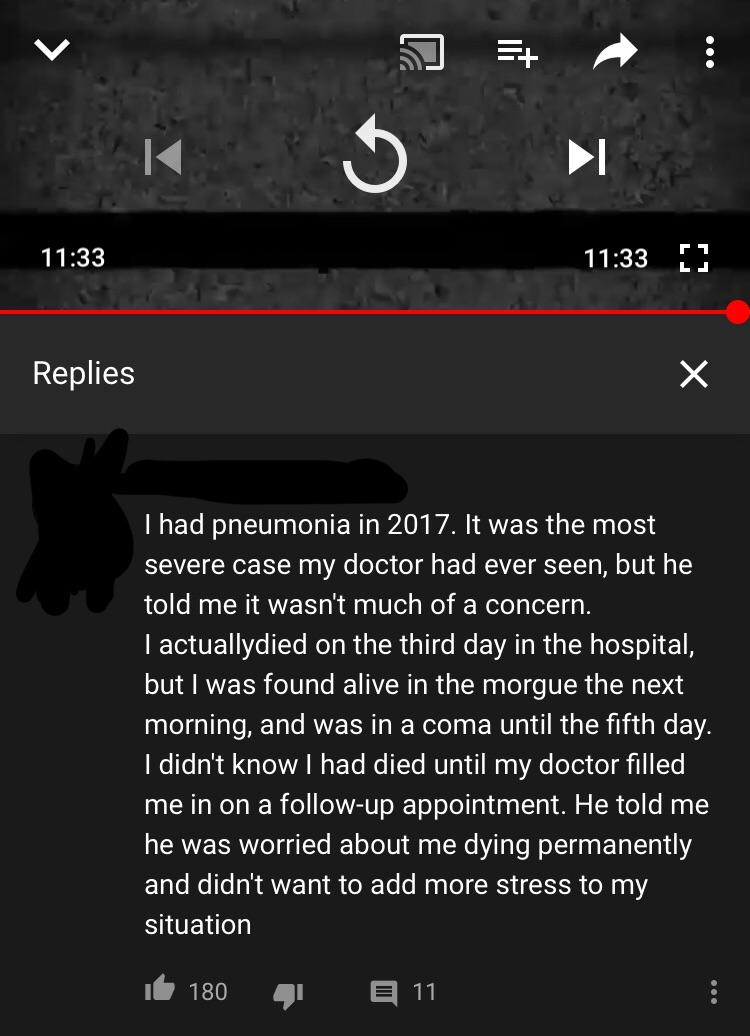 11:33
11:33
Replies
I had pneumonia in 2017. It was the most
severe case my doctor had ever seen, but he
told me it wasn't much of a concern.
I actuallydied on the third day in the hospital,
but I was found alive in the morgue the next
morning, and was in a coma until the fifth day.
I didn't know I had died until my doctor filled
me in on a follow-up appointment. He told me
he was worried about me dying permanently
and didn't want to add more stress to my
situation
180
11